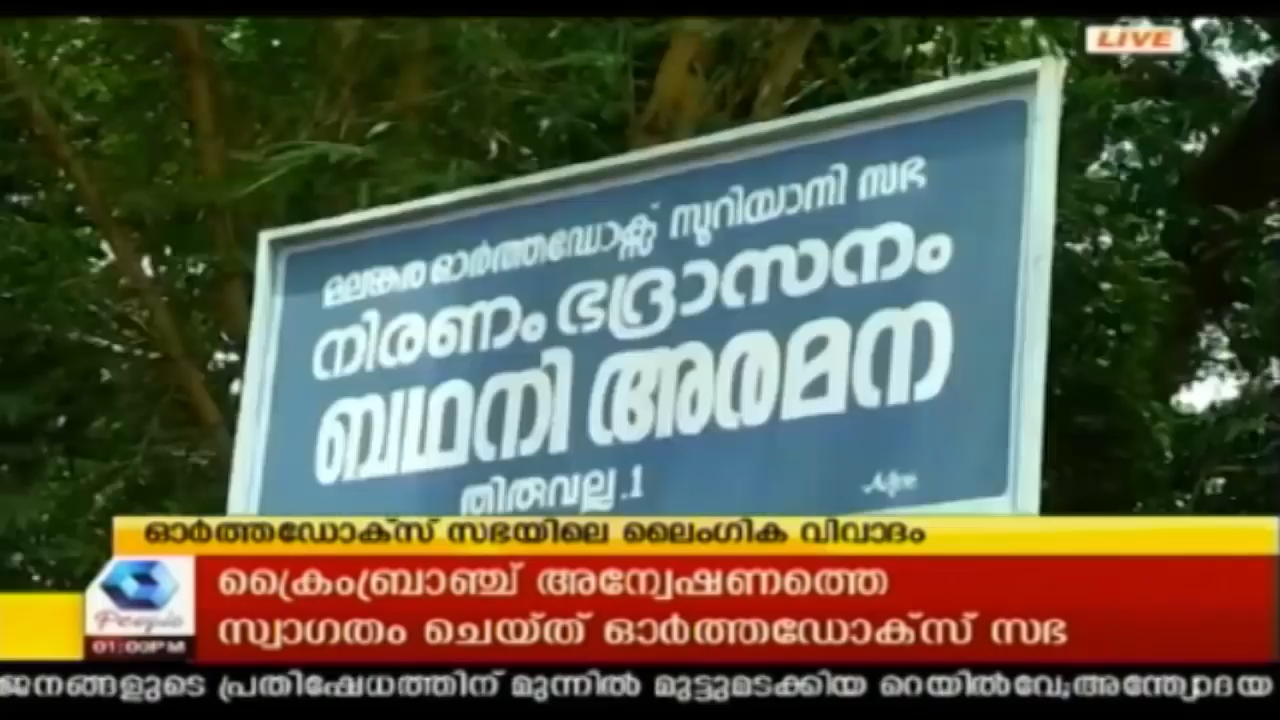 LIVE
മലങ്കര ഓർത്തഡോക്സ് സുറിയാനി സഭ
നിരണം ഭദ്രാസനം
ബഥനി അരമന
തിരുവല്ല.1
ഓർത്തഡോക്സ് സഭയിലെ ലൈംഗിക വിവാദം
ക്രൈംബ്രാഞ്ച് അന്വേഷണത്തെ
സ്വാഗതം ചെയ്ത് ഓർത്തഡോക്സ് സഭ
People
01:00PM
ജനങ്ങളുടെ പ്രതിഷേധത്തിന് മുന്നിൽ മുട്ടുമടക്കിയ റെയിൽവേ;അന്ത്യോദയ